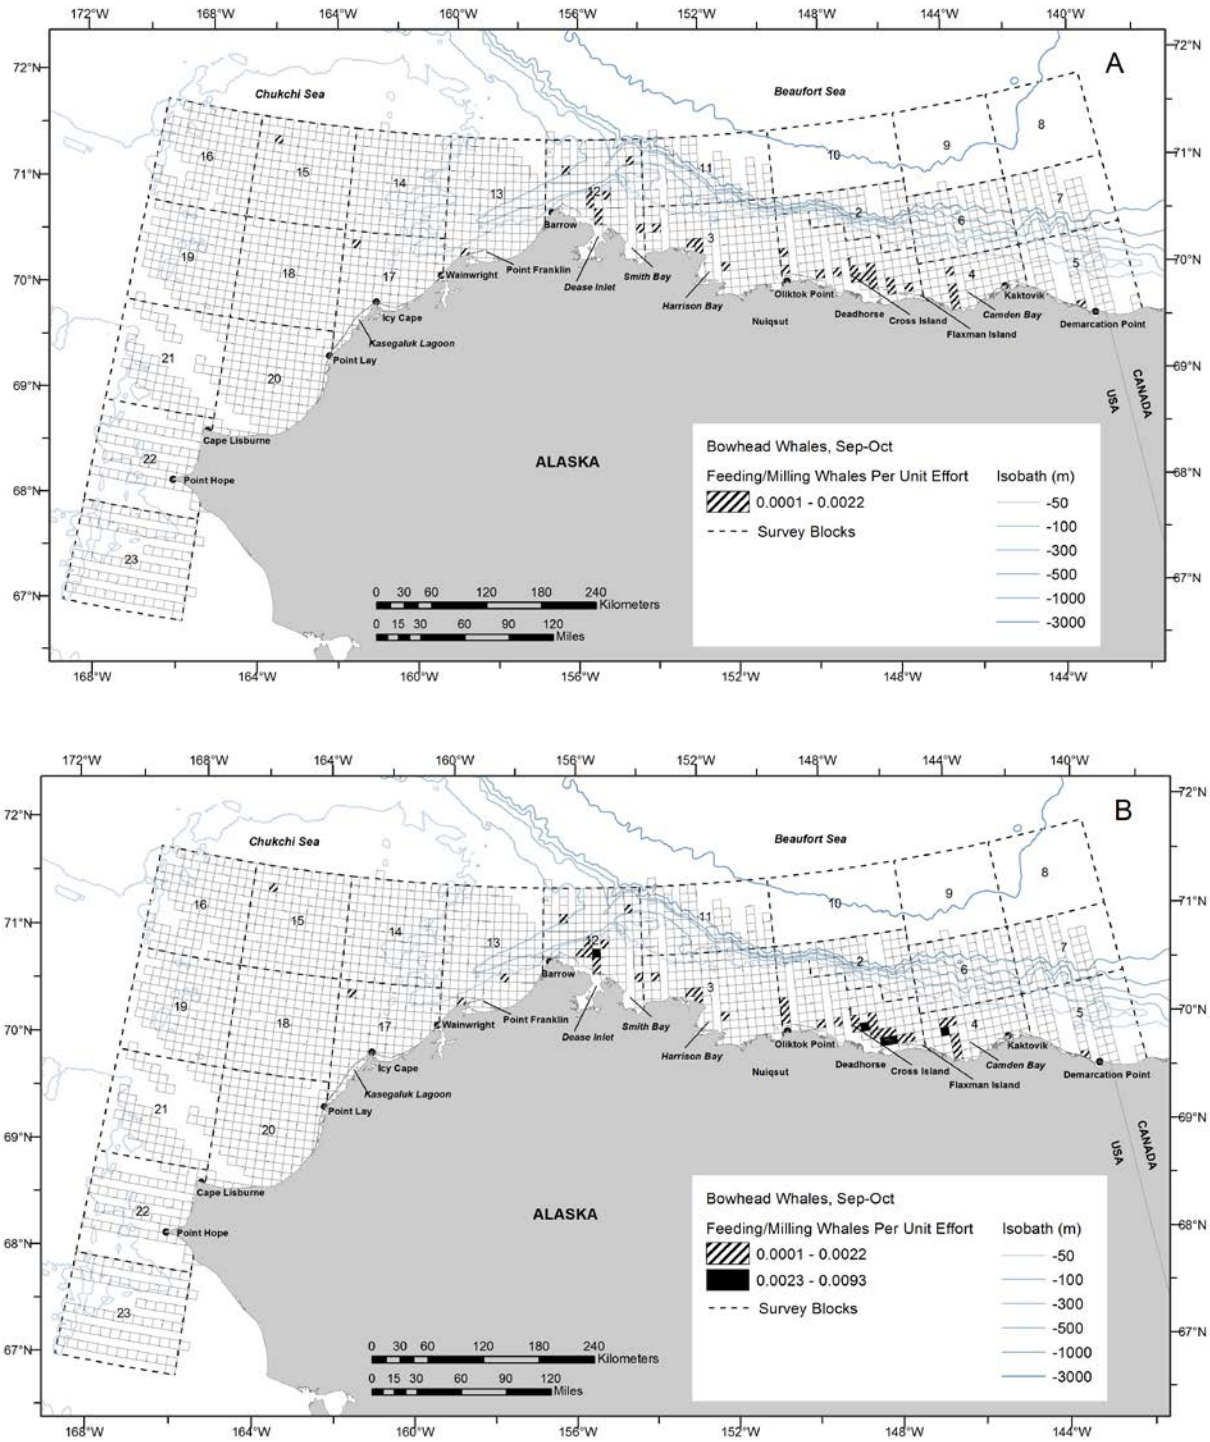 172°W 168°W 164°W 160°W 156°W 152°W 148°W 144°W 140°W
72°N 72°N
A
Chukchi Sea Beaufort Sea
8
9
10
16 15 14 13 12 11
71°N 71°N
7
2 6
Barrow
3
19 18 17
5
4
70°N 70°N
Wainwright Point Franklin Smith Bay
Dease Inlet
Harrison Bay Oliktok Point Kaktovik
Icy Cape
Nuiqsut Deadhorse Cross Island Camden Bay
Demarcation Point
Flaxman Island
Kasegaluk Lagoon
Point Lay
21
20
69°N 69°N
USA CANADA
Cape Lisburne
22
Point Hope
ALASKA
68°N 68°N
23
67°N 67°N
Bowhead Whales, Sep-Oct
Feeding/Milling Whales Per Unit Effort
0.0001 - 0.0022
Survey Blocks
Isobath (m)
-50
-100
-300
-500
-1000
-3000
0 30 60 120 180 240
Kilometers
0 15 30 60 90 120
Miles
168°W 164°W 160°W 156°W 152°W 148°W 144°W
172°W 168°W 164°W 160°W 156°W 152°W 148°W 144°W 140°W
72°N 72°N
B
Chukchi Sea Beaufort Sea
8
9
10
16 15 14 13 12 11
71°N 71°N
7
2 6
Barrow
3
19 18 17
5
4
70°N 70°N
Wainwright Point Franklin Smith Bay
Dease Inlet
Harrison Bay Oliktok Point Kaktovik
Icy Cape
Nuiqsut Deadhorse Cross Island Camden Bay
Demarcation Point
Flaxman Island
Kasegaluk Lagoon
Point Lay
21
20
69°N 69°N
USA CANADA
Cape Lisburne
22
Point Hope
ALASKA
68°N 68°N
23
67°N 67°N
Bowhead Whales, Sep-Oct
Feeding/Milling Whales Per Unit Effort
0.0001 - 0.0022
0.0023 - 0.0093
Survey Blocks
Isobath (m)
-50
-100
-300
-500
-1000
-3000
0 30 60 120 180 240
Kilometers
0 15 30 60 90 120
Miles
168°W 164°W 160°W 156°W 152°W 148°W 144°W